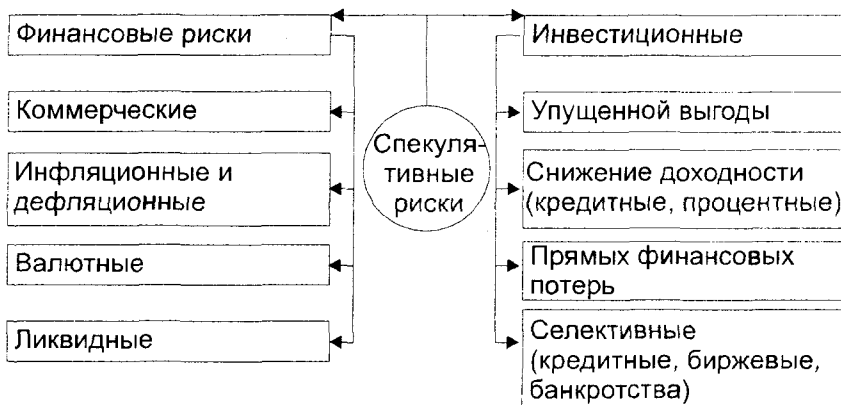 Финансовые риски
Коммерческие
Инфляционные и
дефляционные
Валютные
Ликвидные
Спекуля-
тивные
риски
Инвестиционные
Упущенной выгоды
Снижение доходности
(кредитные, процентные)
Прямых финансовых
потерь
Селективные
(кредитные, биржевые,
банкротства)